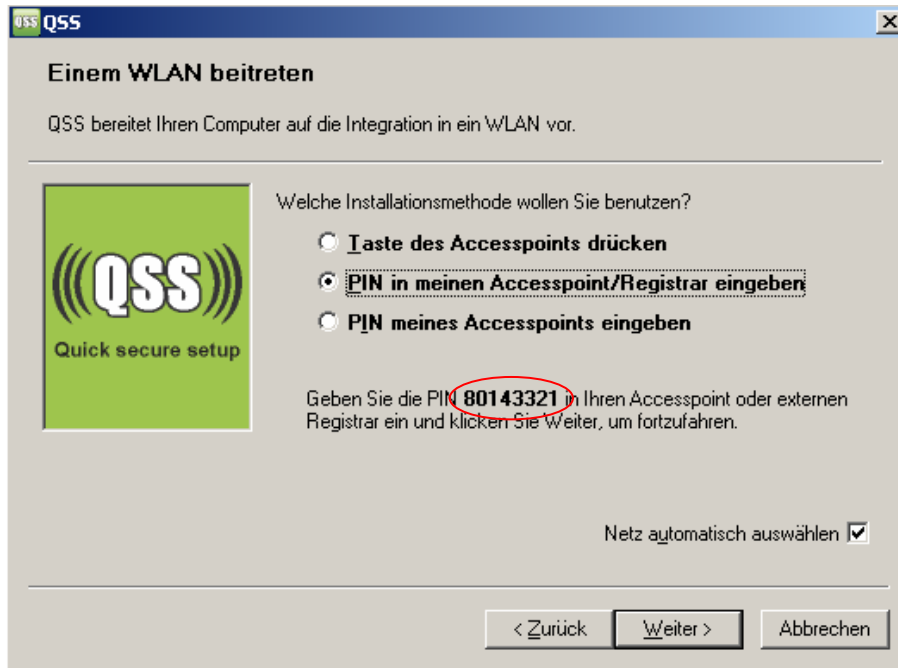 QSS QSS
Einem WLAN beitreten
QSS bereitet Ihren Computer auf die Integration in ein WLAN vor.
Welche Installationsmethode wollen Sie benutzen?
Taste des Accesspoints drücken
PIN in meinen Accesspoint/Registrar eingeben
PIN meines Accesspoints eingeben
(((QSS)))
Quick secure setup
Geben Sie die PIN 80143321 in Ihren Accesspoint oder externen
Registrar ein und klicken Sie Weiter, um fortzufahren.
Netz automatisch auswählen
< Zurück Weiter > Abbrechen